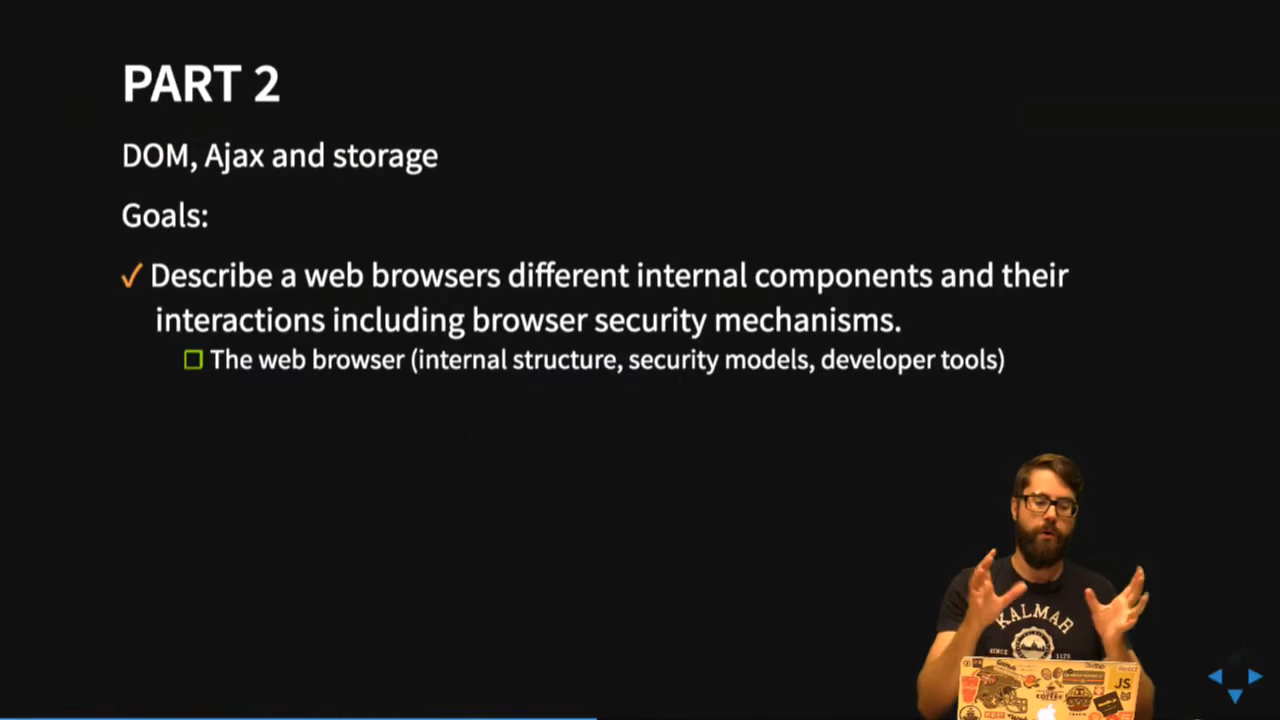 PART 2
DOM, Ajax and storage
Goals:
✓ Describe a web browsers different internal components and their
interactions including browser security mechanisms.
☐ The web browser (internal structure, security models, developer tools)
KALMAR
SINCE
JS